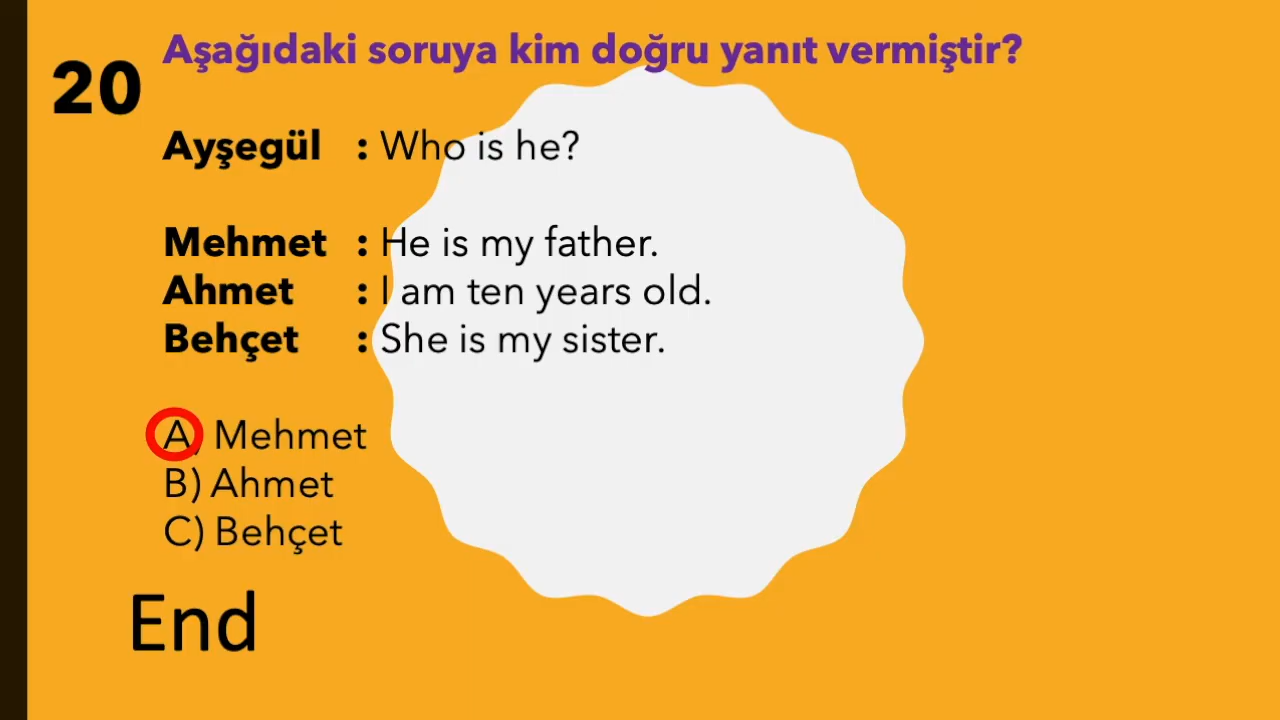 20
Aşağıdaki soruya kim doğru yanıt vermiştir?
Ayşegül : Who is he?
Mehmet : He is my father.
Ahmet : I am ten years old.
Behçet : She is my sister.
A) Mehmet
B) Ahmet
C) Behçet
End